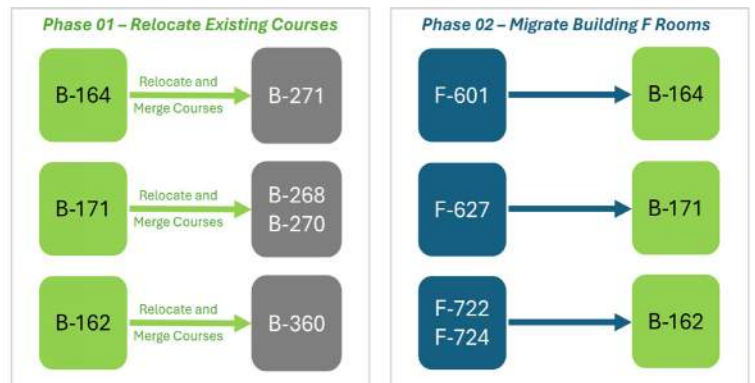 Phase 01 – Relocate Existing Courses
B-164
Relocate and
Merge Courses
B-271
B-171
Relocate and
Merge Courses
B-268
B-270
B-162
Relocate and
Merge Courses
B-360
Phase 02 – Migrate Building F Rooms
F-601
B-164
F-627
B-171
F-722
F-724
B-162